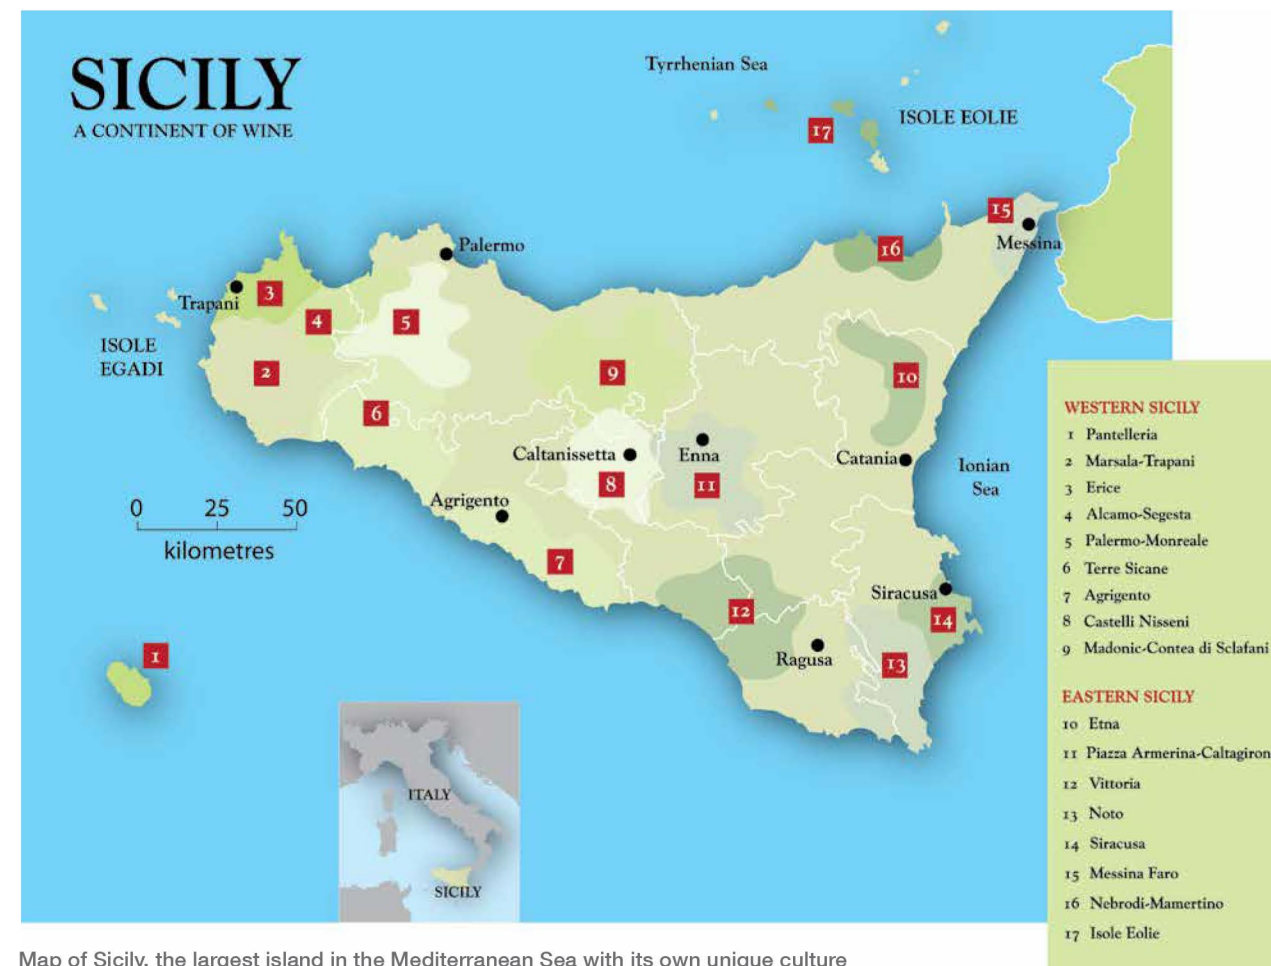 SICILY
A CONTINENT OF WINE
Tyrrhenian Sea
ISOLE EOLIE
17
15
Messina
16
Palermo
Trapani
3
4
5
ISOLE
EGADI
2
9
10
6
Caltanissetta
Enna
Catania
Ionian
Sea
8
11
Agrigento
0 25 50
kilometres
7
Siracusa
12
14
Ragusa
13
1
ITALY
SICILY
WESTERN SICILY
1 Pantelleria
2 Marsala-Trapani
3 Erice
4 Alcamo-Segesta
5 Palermo-Monreale
6 Terre Sicane
7 Agrigento
8 Castelli Nisseni
9 Madonic-Contea di Sclafani
EASTERN SICILY
10 Etna
11 Piazza Armerina-Caltagiron
12 Vittoria
13 Noto
14 Siracusa
15 Messina Faro
16 Nebrodi-Mamertino
17 Isole Eolie
Map of Sicily, the largest island in the Mediterranean Sea with its own unique culture